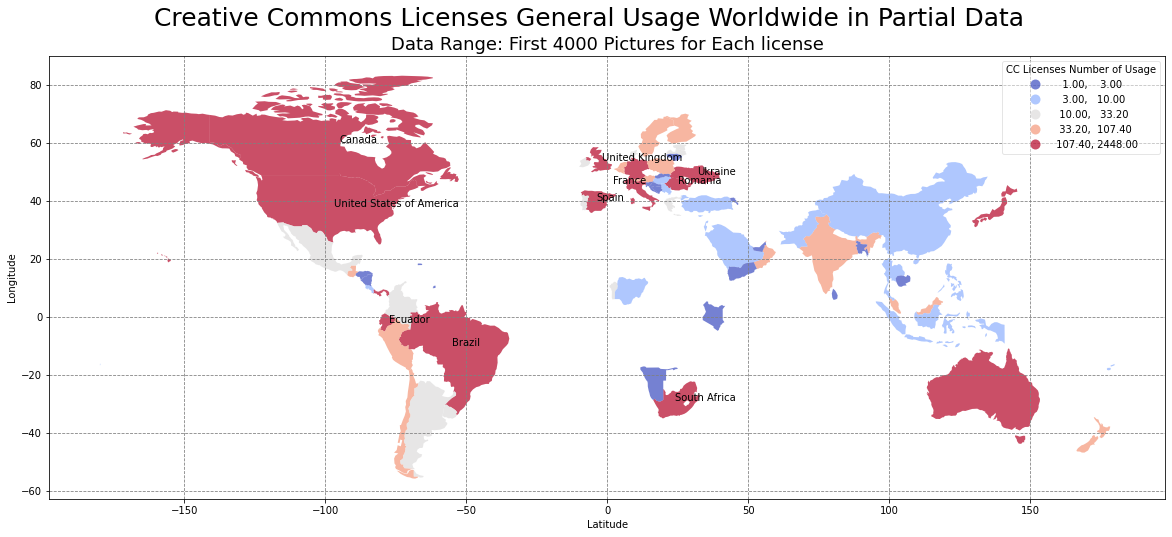 Creative Commons Licenses General Usage Worldwide in Partial Data
Data Range: First 4000 Pictures for Each license
CC Licenses Number of Usage
1.00, 3.00
3.00, 10.00
10.00, 33.20
33.20, 107.40
107.40, 2448.00
80
60
40
20
0
−20
−40
−60
Longitude
Canada
United Kingdom
Ukraine
France
Romania
Spain
United States of America
Ecuador
Brazil
South Africa
−150
−100
−50
0
50
100
150
Latitude